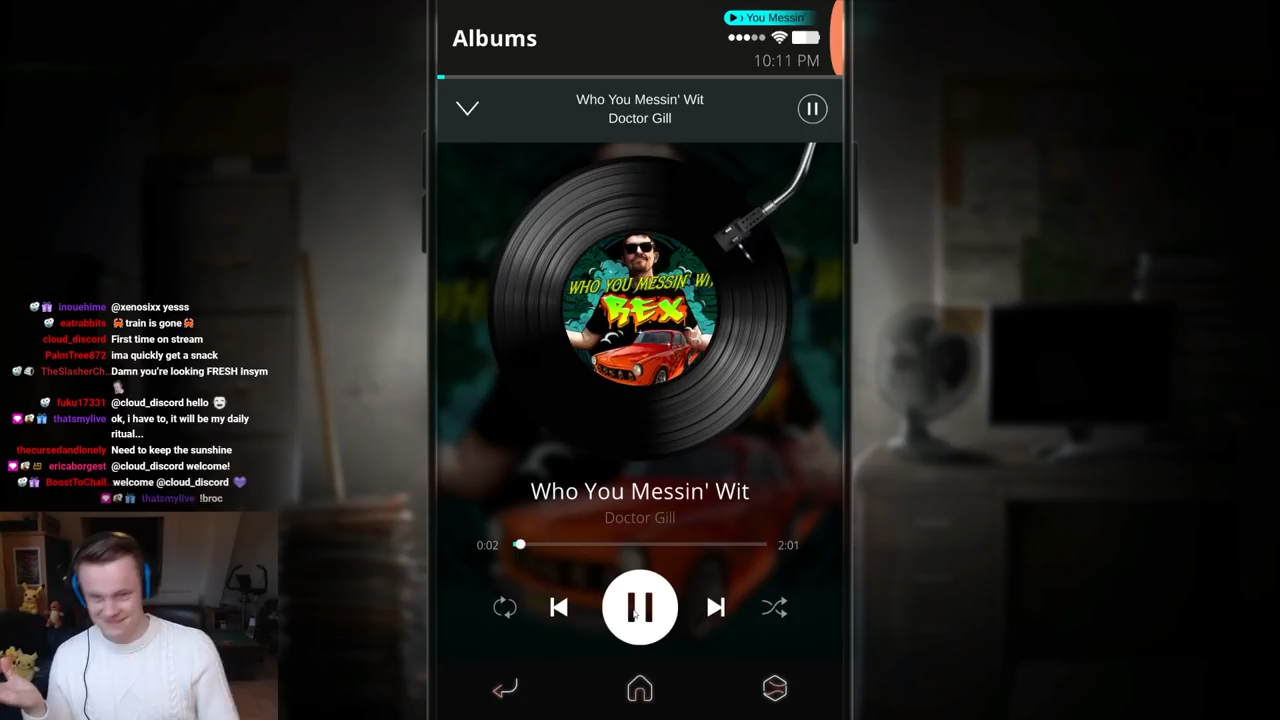 You Messin'
Albums
10:11 PM
Who You Messin' Wit
Doctor Gill
WHO YOU MESSIN' WI
REX
Who You Messin' Wit
Doctor Gill
0:02
2:01
inouehime @xenosixx yesss
eatrabbits train is gone
cloud_discord First time on stream
PalmTree872 ima quickly get a snack
TheSlasherCh.. Damn you're looking FRESH Insym
fuku17331 @cloud_discord hello
thatsmylive ok, i have to, it will be my daily
ritual...
thecursedandlonely Need to keep the sunshine
ericaborgest @cloud_discord welcome!
BoostToChall.. welcome @cloud_discord
thatsmylive !broc